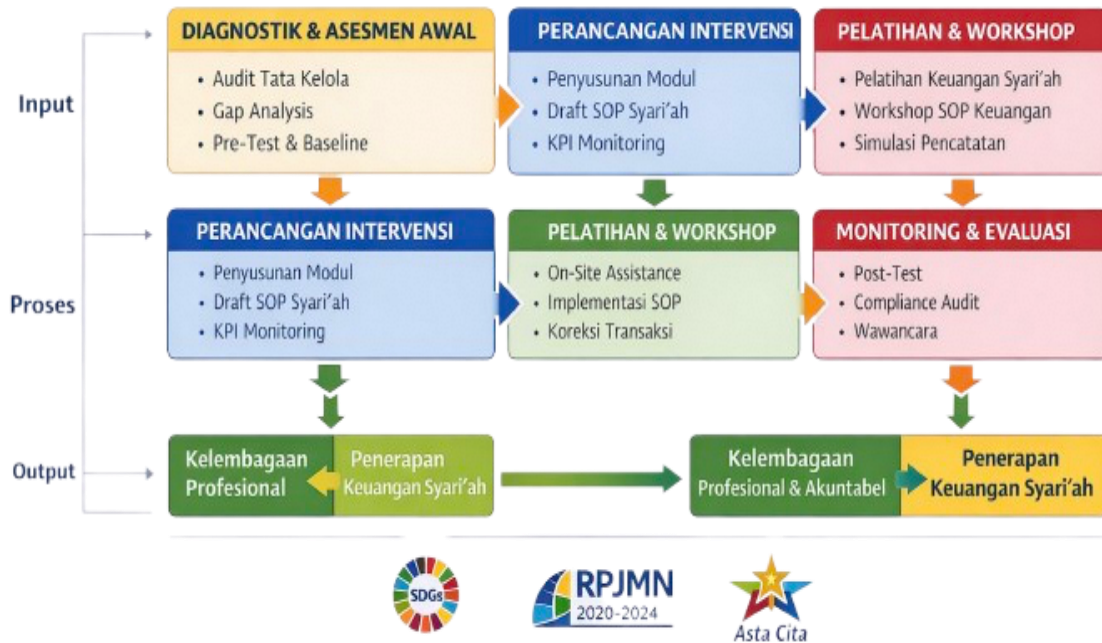 Input
DIAGNOSTIK & ASESMEN AWAL
• Audit Tata Kelola
• Gap Analysis
• Pre-Test & Baseline
PERANCANGAN INTERVENSI
• Penyusunan Modul
• Draft SOP Syari'ah
• KPI Monitoring
PELATIHAN & WORKSHOP
• Pelatihan Keuangan Syari'ah
• Workshop SOP Keuangan
• Simulasi Pencatatan
Proses
PERANCANGAN INTERVENSI
• Penyusunan Modul
• Draft SOP Syari'ah
• KPI Monitoring
PELATIHAN & WORKSHOP
• On-Site Assistance
• Implementasi SOP
• Koreksi Transaksi
MONITORING & EVALUASI
• Post-Test
• Compliance Audit
• Wawancara
Output
Kelembagaan
Profesional
Penerapan
Keuangan Syari'ah
Kelembagaan
Profesional & Akuntabel
Penerapan
Keuangan Syari'ah
SDGs
RPJMN
2020-2024
Asta Cita